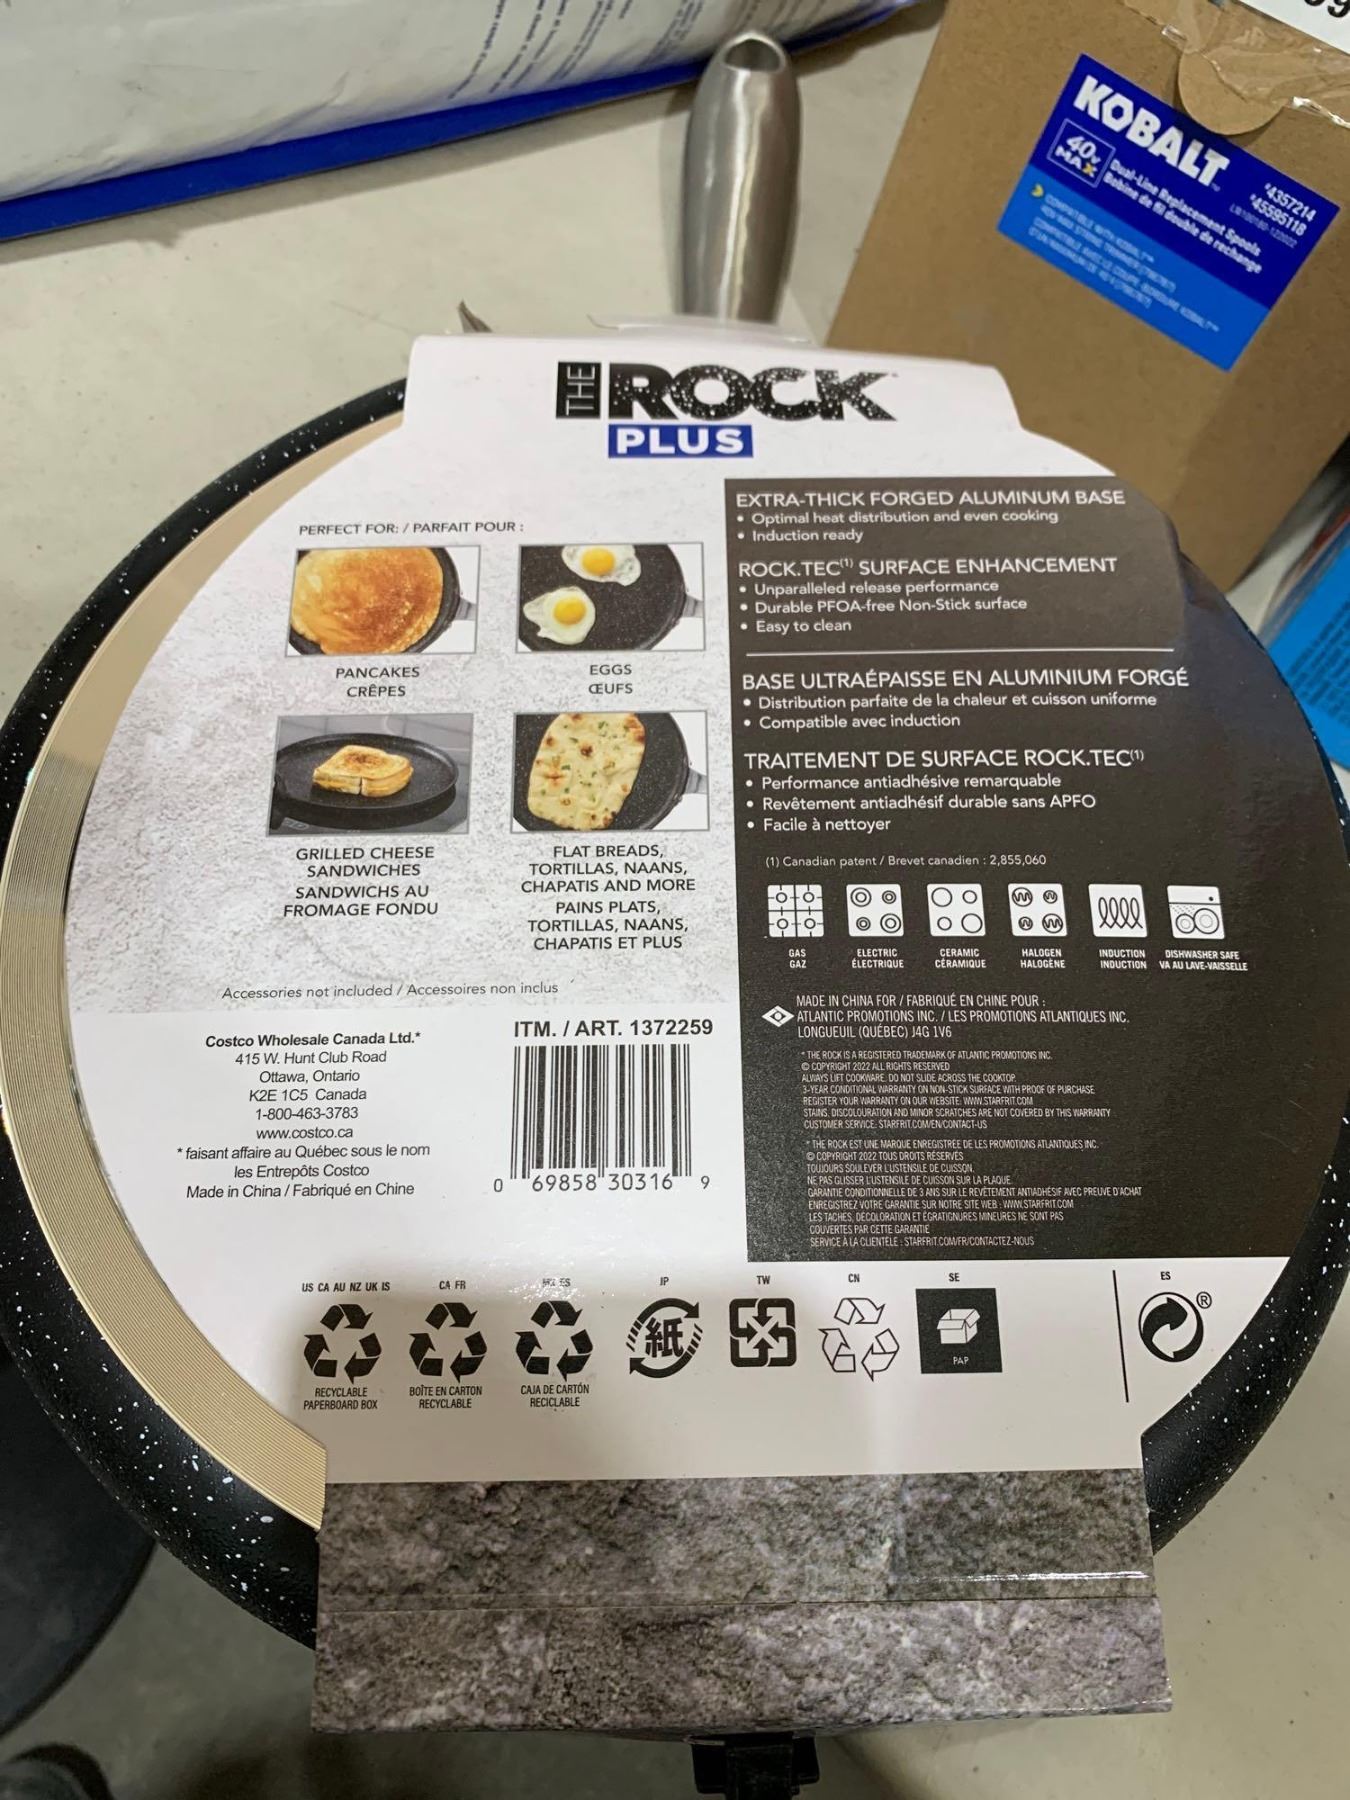 KOBALT
40v
MAX
Dual-Line Replacement Spools
Bobine de fil double de rechange
#4357214
#45595118
THE ROCK
PLUS
PERFECT FOR: / PARFAIT POUR :
PANCAKES
CRÊPES
EGGS
ŒUFS
GRILLED CHEESE
SANDWICHES
SANDWICHS AU
FROMAGE FONDU
FLAT BREADS,
TORTILLAS, NAANS,
CHAPATIS AND MORE
PAINS PLATS,
TORTILLAS, NAANS,
CHAPATIS ET PLUS
Accessories not included / Accessoires non inclus
EXTRA-THICK FORGED ALUMINUM BASE
• Optimal heat distribution and even cooking
• Induction ready
ROCK.TEC(1) SURFACE ENHANCEMENT
• Unparalleled release performance
• Durable PFOA-free Non-Stick surface
• Easy to clean
BASE ULTRAÉPAISSE EN ALUMINIUM FORGÉ
• Distribution parfaite de la chaleur et cuisson uniforme
• Compatible avec induction
TRAITEMENT DE SURFACE ROCK.TEC(1)
• Performance antiadhésive remarquable
• Revêtement antiadhésif durable sans APFO
• Facile à nettoyer
(1) Canadian patent / Brevet canadien : 2,855,060
GAS
GAZ
ELECTRIC
ÉLECTRIQUE
CERAMIC
CÉRAMIQUE
HALOGEN
HALOGÈNE
INDUCTION
INDUCTION
DISHWASHER SAFE
VA AU LAVE-VAISSELLE
MADE IN CHINA FOR / FABRIQUÉ EN CHINE POUR :
ATLANTIC PROMOTIONS INC. / LES PROMOTIONS ATLANTIQUES INC.
LONGUEUIL (QUÉBEC) J4G 1V6
* THE ROCK IS A REGISTERED TRADEMARK OF ATLANTIC PROMOTIONS INC.
© COPYRIGHT 2022 ALL RIGHTS RESERVED
ALWAYS LIFT COOKWARE. DO NOT SLIDE ACROSS THE COOKTOP.
3-YEAR CONDITIONAL WARRANTY ON NON-STICK SURFACE WITH PROOF OF PURCHASE.
REGISTER YOUR WARRANTY ON OUR WEBSITE: WWW.STARFRIT.COM
STAINS, DISCOLOURATION AND MINOR SCRATCHES ARE NOT COVERED BY THIS WARRANTY
CUSTOMER SERVICE: STARFRIT.COM/EN/CONTACT-US
* THE ROCK EST UNE MARQUE ENREGISTRÉE DE LES PROMOTIONS ATLANTIQUES INC.
© COPYRIGHT 2022 TOUS DROITS RÉSERVÉS
TOUJOURS SOULEVER L'USTENSILE DE CUISSON.
NE PAS GLISSER L'USTENSILE DE CUISSON SUR LA PLAQUE.
GARANTIE CONDITIONNELLE DE 3 ANS SUR LE REVÊTEMENT ANTIADHÉSIF AVEC PREUVE D'ACHAT
ENREGISTREZ VOTRE GARANTIE SUR NOTRE SITE WEB : WWW.STARFRIT.COM
LES TACHES, DÉCOLORATION ET ÉGRATIGNURES MINEURES NE SONT PAS
COUVERTES PAR CETTE GARANTIE
SERVICE À LA CLIENTÈLE : STARFRIT.COM/FR/CONTACTEZ-NOUS
Costco Wholesale Canada Ltd.*
415 W. Hunt Club Road
Ottawa, Ontario
K2E 1C5 Canada
1-800-463-3783
www.costco.ca
* faisant affaire au Québec sous le nom
les Entrepôts Costco
Made in China / Fabriqué en Chine
ITM. / ART. 1372259
0 69858 30316 9
US CA AU NZ UK IS
RECYCLABLE
PAPERBOARD BOX
CA FR
BOÎTE EN CARTON
RECYCLABLE
MX ES
CAJA DE CARTÓN
RECICLABLE
JP
紙
TW
CN
SE
PAP
ES
®